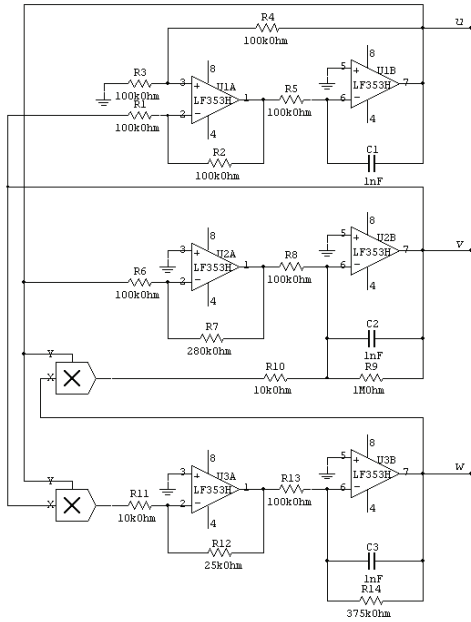 R4
u
100kOhm
8
5
R3
3
8
U1A
R5
U1B
7
100kOhm
LF353H
1
LF353H
R1
2
100kOhm
6
100kOhm
4
4
R2
C1
100kOhm
1nF
8
5
3
8
U2A
R8
U2B
7
v
LF353H
1
LF353H
R6
2
100kOhm
6
100kOhm
4
4
R7
C2
280kOhm
1nF
Y
R10
R9
X
10kOhm
1MOhm
8
5
3
8
U3A
R13
U3B
7
w
Y
LF353H
1
LF353H
X
R11
2
100kOhm
6
10kOhm
4
4
R12
C3
25kOhm
1nF
R14
375kOhm